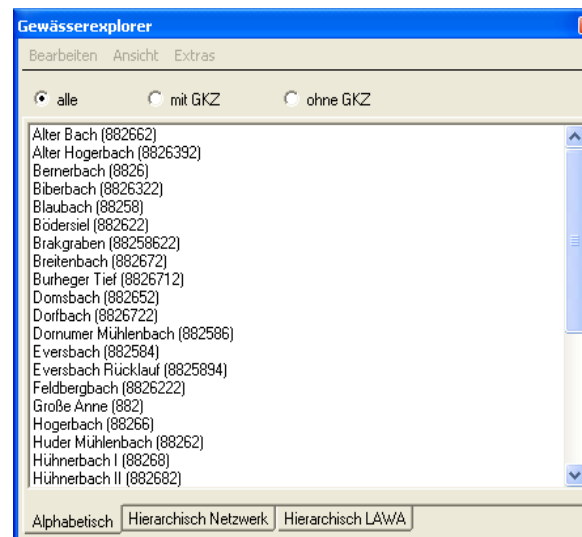 Gewässerexplorer
Bearbeiten Ansicht Extras
alle mit GKZ ohne GKZ
Alter Bach (882662)
Alter Hogerbach (8826392)
Bernerbach (8826)
Biberbach (8826322)
Blaubach (88258)
Bödersiel (882622)
Brakgraben (88258622)
Breitenbach (882672)
Burheger Tief (8826712)
Domsbach (882652)
Dorfbach (8826722)
Dornumer Mühlenbach (882586)
Eversbach (882584)
Eversbach Rücklauf (8825894)
Feldbergbach (8826222)
Große Anne (882)
Hogerbach (88266)
Huder Mühlenbach (88262)
Hühnerbach I (88268)
Hühnerbach II (882682)
Alphabetisch Hierarchisch Netzwerk Hierarchisch LAWA